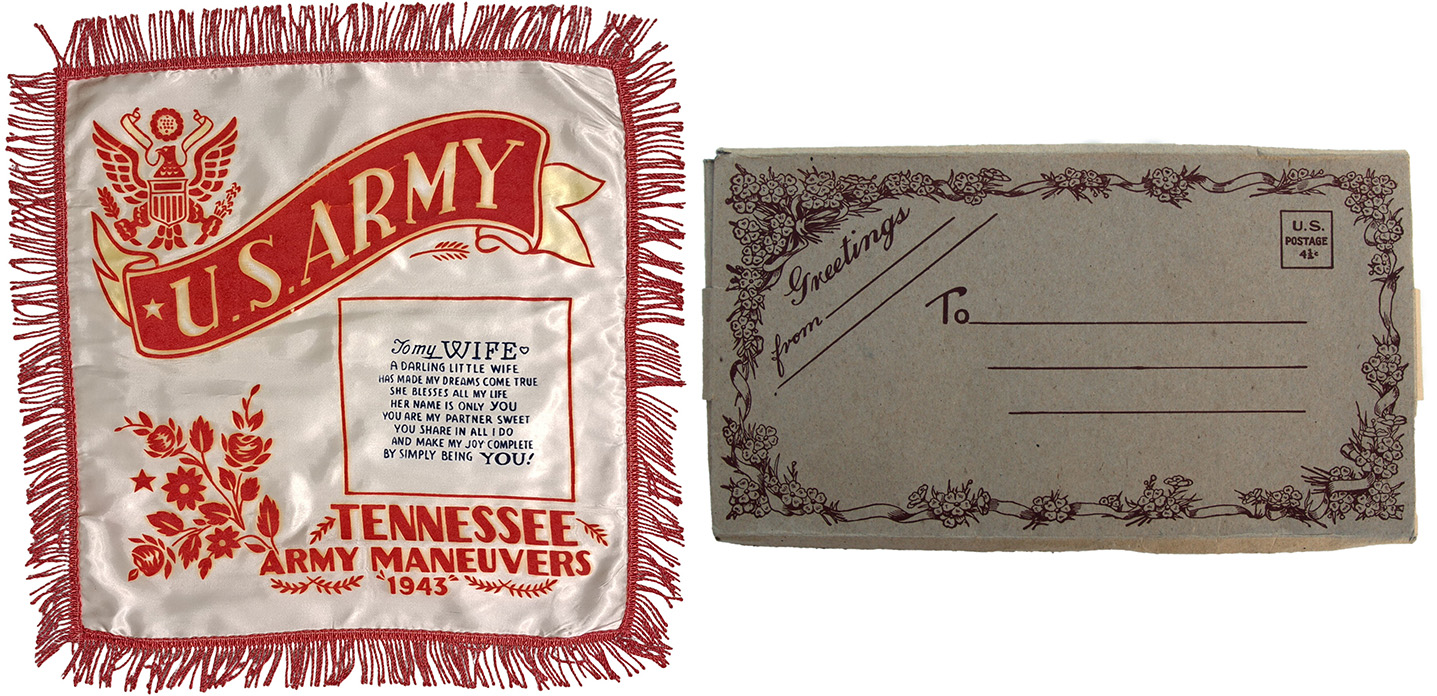 U.S. ARMY
To my WIFE
A DARLING LITTLE WIFE
HAS MADE MY DREAMS COME TRUE
SHE BLESSES ALL MY LIFE
HER NAME IS ONLY YOU
YOU ARE MY PARTNER SWEET
YOU SHARE IN ALL I DO
AND MAKE MY JOY COMPLETE
BY SIMPLY BEING YOU!
TENNESSEE
ARMY MANEUVERS
"1943"
Greetings
from
To
U.S.
POSTAGE
4½¢